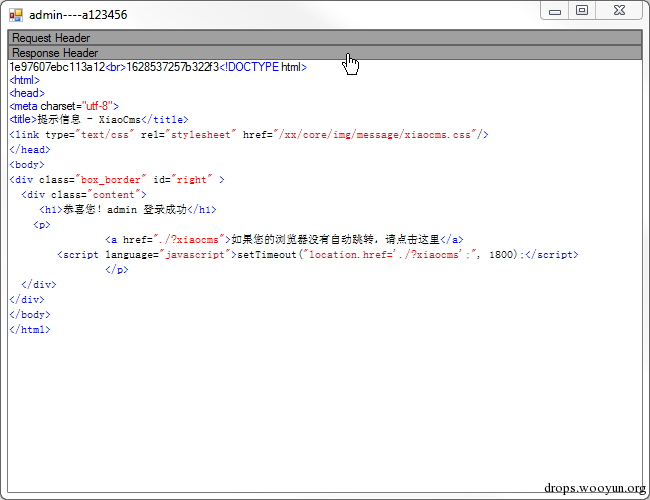 admin----a123456
Request Header
Response Header
1e97607ebc113a12<br>1628537257b322f3<!DOCTYPE html>
<html>
<head>
<meta charset="utf-8">
<title>提示信息 - XiaoCms</title>
<link type="text/css" rel="stylesheet" href="/xx/core/img/message/xiaocms.css"/>
</head>
<body>
<div class="box_border" id="right" >
<div class="content">
<h1>恭喜您! admin 登录成功</h1>
<p>
<a href="./?xiaocms">如果您的浏览器没有自动跳转，请点击这里</a>
<script language="javascript">setTimeout("location.href='./?xiaocms';", 1800);</script>
</p>
</div>
</div>
</body>
</html>
drops.wooyun.org